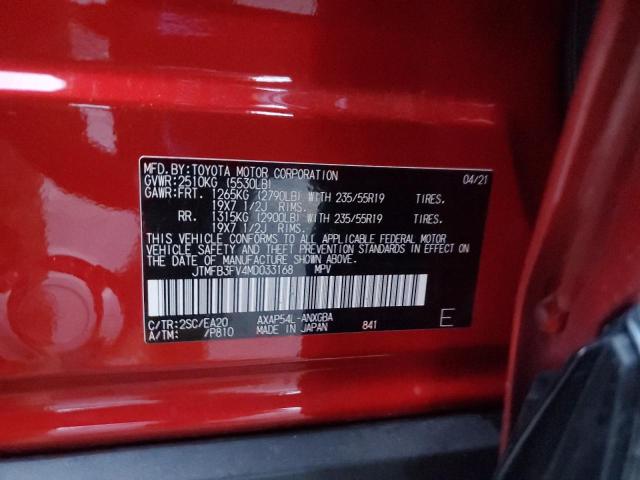 MFD.BY:TOYOTA MOTOR CORPORATION 04/21
GVWR:2510KG (5530LB)
GAWR:FRT. 1265KG (2790LB) WITH 235/55R19 TIRES.
19X7 1/2J RIMS.
RR. 1315KG (2900LB) WITH 235/55R19 TIRES.
19X7 1/2J RIMS.
THIS VEHICLE CONFORMS TO ALL APPLICABLE FEDERAL MOTOR
VEHICLE SAFETY AND THEFT PREVENTION STANDARDS IN EFFECT
ON THE DATE OF MANUFACTURE SHOWN ABOVE.
JTMFB3FV4MD033168 MPV
C/TR:2SC/EA20 AXAP54L-ANXGBA
A/TM: /P810 MADE IN JAPAN 841 E